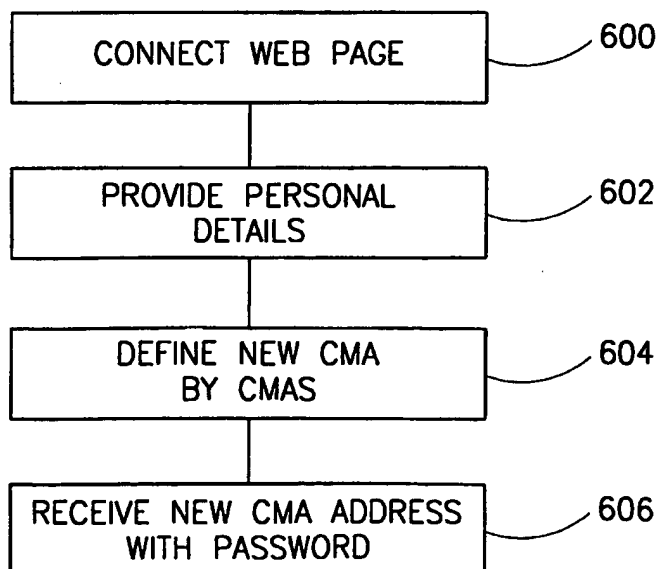 CONNECT WEB PAGE
600
PROVIDE PERSONAL
DETAILS
602
DEFINE NEW CMA
BY CMAS
604
RECEIVE NEW CMA ADDRESS
WITH PASSWORD
606